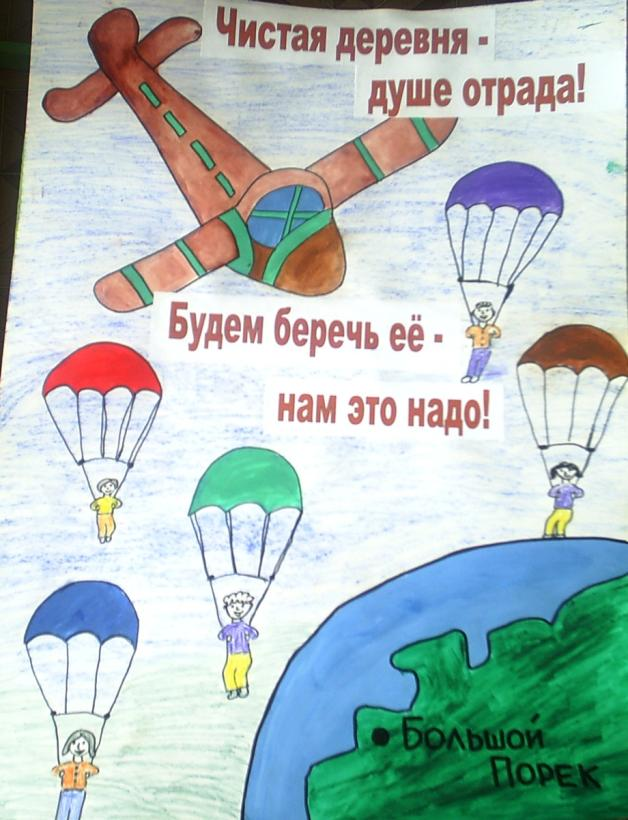 Чистая деревня -
душе отрада!
Будем беречь её -
нам это надо!
Большой
Порек